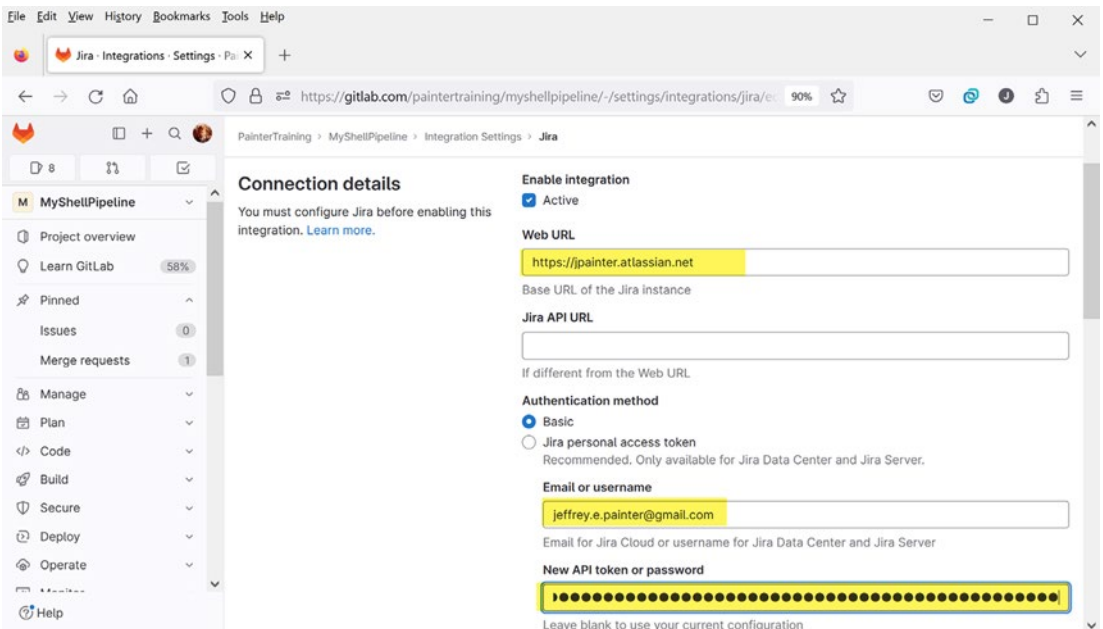 File Edit View History Bookmarks Tools Help
Jira · Integrations · Settings · Pa
https://gitlab.com/paintertraining/myshellpipeline/-/settings/integrations/jira/e 90% J
PainterTraining > MyShellPipeline > Integration Settings > Jira
8
M MyShellPipeline
Project overview
Learn GitLab 58%
Pinned
Issues 0
Merge requests 1
Manage
Plan
Code
Build
Secure
Deploy
Operate
Monitor
Help
Connection details
You must configure Jira before enabling this
integration. Learn more.
Enable integration
Active
Web URL
https://jpainter.atlassian.net
Base URL of the Jira instance
Jira API URL
If different from the Web URL
Authentication method
Basic
Jira personal access token
Recommended. Only available for Jira Data Center and Jira Server.
Email or username
jeffrey.e.painter@gmail.com
Email for Jira Cloud or username for Jira Data Center and Jira Server
New API token or password
Leave blank to use your current configuration